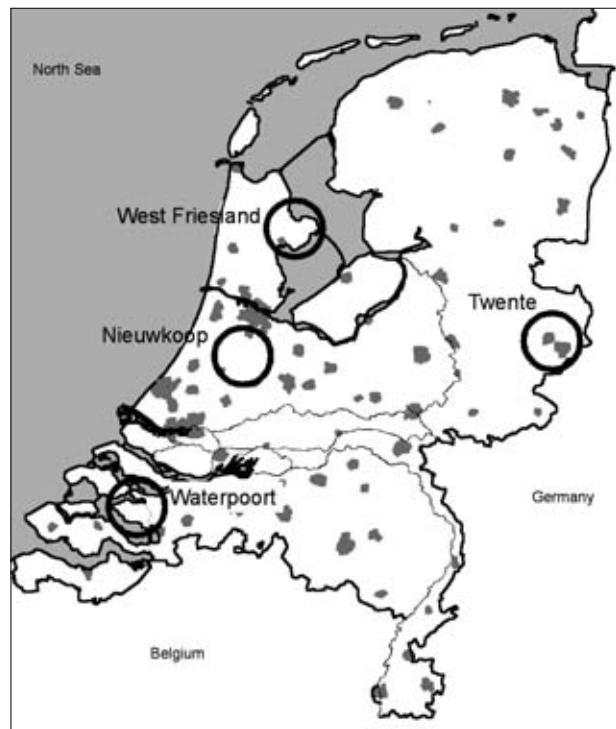 North Sea
West Friesland
Twente
Nieuwkoop
Waterpoort
Germany
Belgium